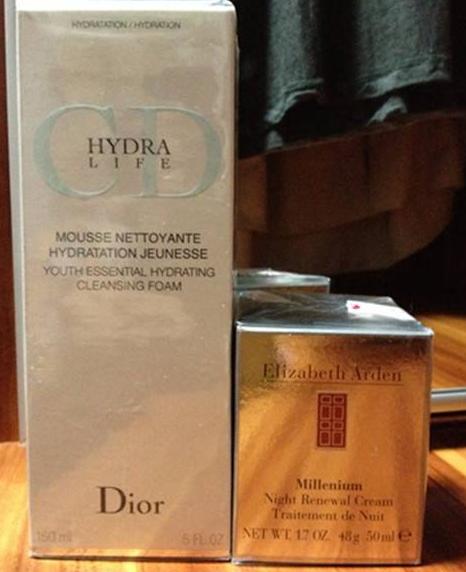 HYDRATATION / HYDRATION
CD
HYDRA
LIFE
MOUSSE NETTOYANTE
HYDRATATION JEUNESSE
YOUTH ESSENTIAL HYDRATING
CLEANSING FOAM
Dior
150 ml 5 FL.OZ
Elizabeth Arden
Millenium
Night Renewal Cream
Traitement de Nuit
NET WT. 1.7 OZ. 48g 50ml ℮